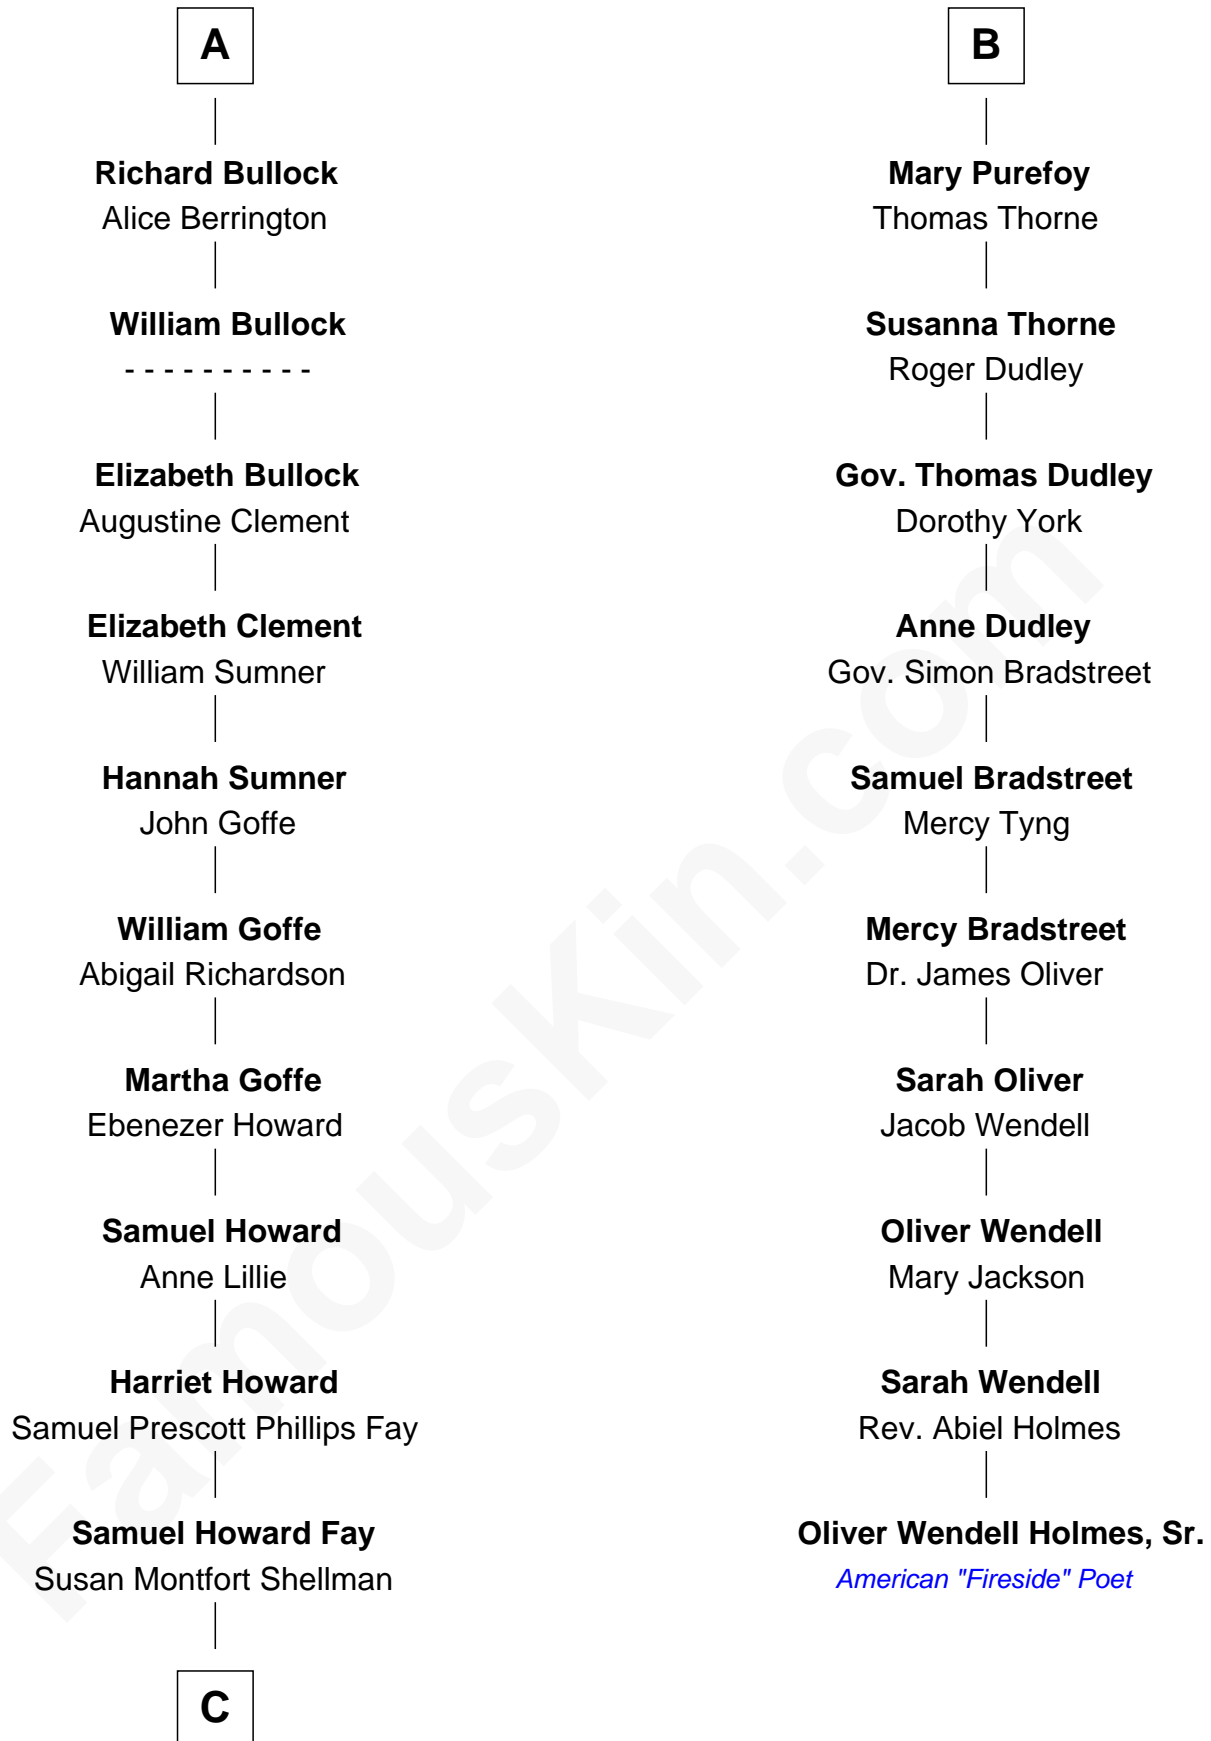 A
Richard Bullock
Alice Berrington
William Bullock
- - - - - - - - - -
Elizabeth Bullock
Augustine Clement
Elizabeth Clement
William Sumner
Hannah Sumner
John Goffe
William Goffe
Abigail Richardson
Martha Goffe
Ebenezer Howard
Samuel Howard
Anne Lillie
Harriet Howard
Samuel Prescott Phillips Fay
Samuel Howard Fay
Susan Montfort Shellman
C
B
Mary Purefoy
Thomas Thorne
Susanna Thorne
Roger Dudley
Gov. Thomas Dudley
Dorothy York
Anne Dudley
Gov. Simon Bradstreet
Samuel Bradstreet
Mercy Tyng
Mercy Bradstreet
Dr. James Oliver
Sarah Oliver
Jacob Wendell
Oliver Wendell
Mary Jackson
Sarah Wendell
Rev. Abiel Holmes
Oliver Wendell Holmes, Sr.
American "Fireside" Poet
FamousKin.com